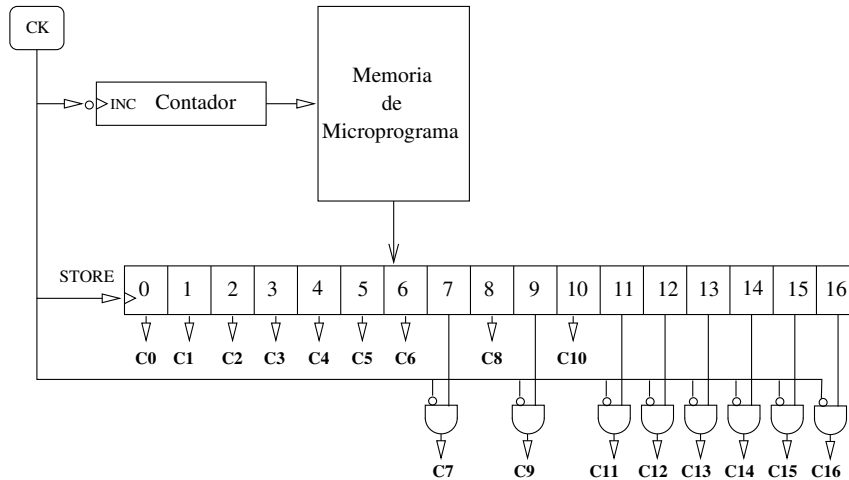 CK
Memoria
de
Microprograma
INC Contador
STORE
0 1 2 3 4 5 6 7 8 9 10 11 12 13 14 15 16
C0 C1 C2 C3 C4 C5 C6 C8 C10
C7 C9 C11 C12 C13 C14 C15 C16